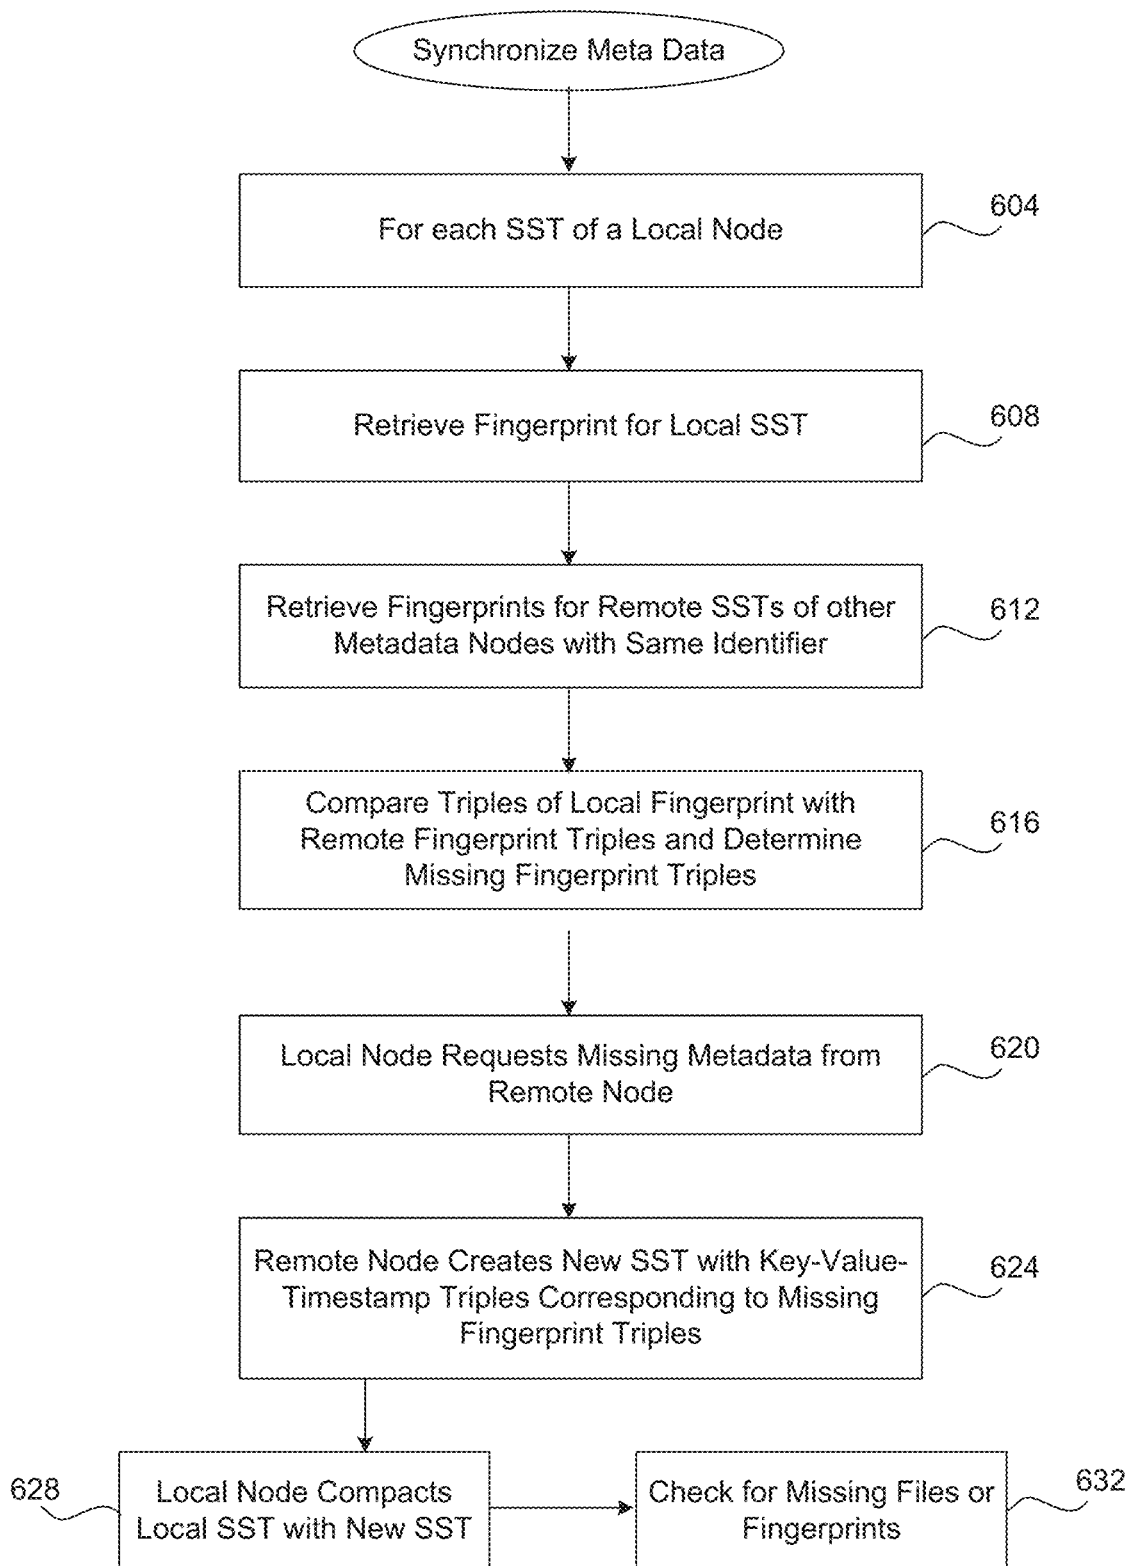 Synchronize Meta Data
For each SST of a Local Node
604
Retrieve Fingerprint for Local SST
608
Retrieve Fingerprints for Remote SSTs of other
Metadata Nodes with Same Identifier
612
Compare Triples of Local Fingerprint with
Remote Fingerprint Triples and Determine
Missing Fingerprint Triples
616
Local Node Requests Missing Metadata from
Remote Node
620
Remote Node Creates New SST with Key-Value-
Timestamp Triples Corresponding to Missing
Fingerprint Triples
624
628
Local Node Compacts
Local SST with New SST
Check for Missing Files or
Fingerprints
632